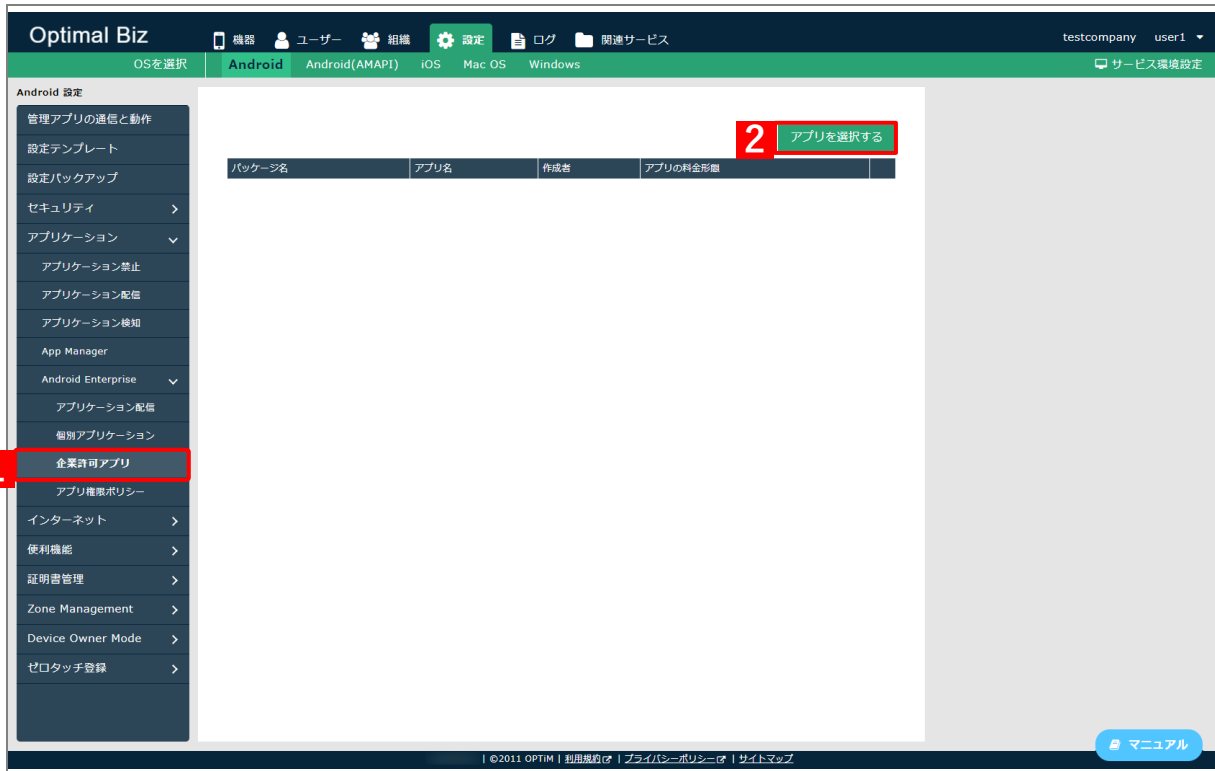 Optimal Biz
機器 ユーザー 組織 設定 ログ 関連サービス
testcompany user1
OSを選択
Android Android(AMAPI) iOS Mac OS Windows
サービス環境設定
Android 設定
管理アプリの通信と動作
設定テンプレート
設定バックアップ
セキュリティ
アプリケーション
アプリケーション禁止
アプリケーション配信
アプリケーション検知
App Manager
Android Enterprise
アプリケーション配信
個別アプリケーション
企業許可アプリ
アプリ権限ポリシー
インターネット
便利機能
証明書管理
Zone Management
Device Owner Mode
ゼロタッチ登録
2
アプリを選択する
パッケージ名 アプリ名 作成者 アプリの料金形態
マニュアル
| ©2011 OPTiM | 利用規約 | プライバシーポリシー | サイトマップ